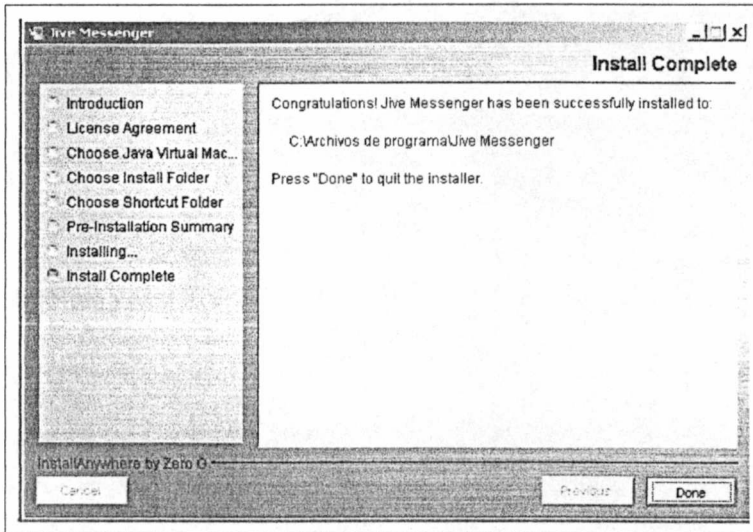 Jive Messenger
Install Complete
Introduction
License Agreement
Choose Java Virtual Mac...
Choose Install Folder
Choose Shortcut Folder
Pre-Installation Summary
Installing...
Install Complete
Congratulations! Jive Messenger has been successfully installed to:
C:\Archivos de programa\Jive Messenger
Press "Done" to quit the installer.
InstallAnywhere by Zero G
Cancel
Previous
Done